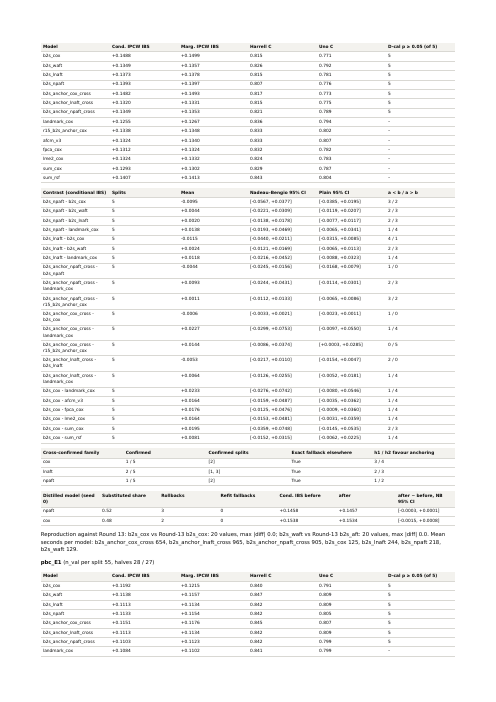 Model Cond. IPCW IBS Marg. IPCW IBS Harrell C Uno C D-cal p ≥ 0.05 (of 5)
b2s_cox +0.1488 +0.1499 0.815 0.771 5
b2s_waft +0.1349 +0.1357 0.826 0.792 5
b2s_lnaft +0.1373 +0.1378 0.815 0.781 5
b2s_npaft +0.1393 +0.1397 0.807 0.776 5
b2s_anchor_cox_cross +0.1482 +0.1493 0.817 0.773 5
b2s_anchor_lnaft_cross +0.1320 +0.1331 0.815 0.775 5
b2s_anchor_npaft_cross +0.1349 +0.1353 0.821 0.789 5
landmark_cox +0.1255 +0.1267 0.836 0.794 –
r15_b2s_anchor_cox +0.1338 +0.1348 0.833 0.802 –
afcm_v3 +0.1334 +0.1340 0.833 0.807 –
fpca_cox +0.1312 +0.1324 0.832 0.782 –
lme2_cox +0.1324 +0.1332 0.824 0.783 –
sum_cox +0.1293 +0.1302 0.829 0.787 –
sum_rsf +0.1407 +0.1413 0.843 0.804 –
Contrast (conditional IBS) Splits Mean Nadeau-Bengio 95% CI Plain 95% CI a < b / a > b
b2s_npaft - b2s_cox 5 -0.0095 [-0.0567, +0.0377] [-0.0385, +0.0195] 3 / 2
b2s_npaft - b2s_waft 5 +0.0044 [-0.0221, +0.0309] [-0.0119, +0.0207] 2 / 3
b2s_npaft - b2s_lnaft 5 +0.0020 [-0.0138, +0.0178] [-0.0077, +0.0117] 2 / 3
b2s_npaft - landmark_cox 5 +0.0138 [-0.0193, +0.0469] [-0.0065, +0.0341] 1 / 4
b2s_lnaft - b2s_cox 5 -0.0115 [-0.0440, +0.0211] [-0.0315, +0.0085] 4 / 1
b2s_lnaft - b2s_waft 5 +0.0024 [-0.0121, +0.0169] [-0.0065, +0.0113] 2 / 3
b2s_lnaft - landmark_cox 5 +0.0118 [-0.0216, +0.0452] [-0.0088, +0.0323] 1 / 4
b2s_anchor_npaft_cross - 5 -0.0044 [-0.0245, +0.0156] [-0.0168, +0.0079] 1 / 0
b2s_npaft
b2s_anchor_npaft_cross - 5 +0.0093 [-0.0244, +0.0431] [-0.0114, +0.0301] 2 / 3
landmark_cox
b2s_anchor_npaft_cross - 5 +0.0011 [-0.0112, +0.0133] [-0.0065, +0.0086] 3 / 2
r15_b2s_anchor_cox
b2s_anchor_cox_cross - 5 -0.0006 [-0.0033, +0.0021] [-0.0023, +0.0011] 1 / 0
b2s_cox
b2s_anchor_cox_cross - 5 +0.0227 [-0.0299, +0.0753] [-0.0097, +0.0550] 1 / 4
landmark_cox
b2s_anchor_cox_cross - 5 +0.0144 [-0.0086, +0.0374] [+0.0003, +0.0285] 0 / 5
r15_b2s_anchor_cox
b2s_anchor_lnaft_cross - 5 -0.0053 [-0.0217, +0.0110] [-0.0154, +0.0047] 2 / 0
b2s_lnaft
b2s_anchor_lnaft_cross - 5 +0.0064 [-0.0126, +0.0255] [-0.0052, +0.0181] 1 / 4
landmark_cox
b2s_cox - landmark_cox 5 +0.0233 [-0.0276, +0.0742] [-0.0080, +0.0546] 1 / 4
b2s_cox - afcm_v3 5 +0.0164 [-0.0159, +0.0487] [-0.0035, +0.0362] 1 / 4
b2s_cox - fpca_cox 5 +0.0176 [-0.0125, +0.0476] [-0.0009, +0.0360] 1 / 4
b2s_cox - lme2_cox 5 +0.0164 [-0.0153, +0.0481] [-0.0031, +0.0359] 1 / 4
b2s_cox - sum_cox 5 +0.0195 [-0.0359, +0.0748] [-0.0145, +0.0535] 2 / 3
b2s_cox - sum_rsf 5 +0.0081 [-0.0152, +0.0315] [-0.0062, +0.0225] 1 / 4
Cross-confirmed family Confirmed Confirmed splits Exact fallback elsewhere h1 / h2 favour anchoring
cox 1 / 5 [2] True 3 / 4
lnaft 2 / 5 [1, 3] True 2 / 3
npaft 1 / 5 [2] True 1 / 2
Distilled model (seed Substituted share Rollbacks Refit fallbacks Cond. IBS before after after − before, NB
0) 95% CI
npaft 0.52 3 0 +0.1458 +0.1457 [-0.0003, +0.0001]
cox 0.48 2 0 +0.1538 +0.1534 [-0.0015, +0.0008]
Reproduction against Round 13: b2s_cox vs Round-13 b2s_cox: 20 values, max |diff| 0.0; b2s_waft vs Round-13 b2s_aft: 20 values, max |diff| 0.0. Mean
seconds per model: b2s_anchor_cox_cross 654, b2s_anchor_lnaft_cross 965, b2s_anchor_npaft_cross 905, b2s_cox 125, b2s_lnaft 244, b2s_npaft 218,
b2s_waft 129.
pbc_E1 (n_val per split 55, halves 28 / 27)
Model Cond. IPCW IBS Marg. IPCW IBS Harrell C Uno C D-cal p ≥ 0.05 (of 5)
b2s_cox +0.1192 +0.1215 0.840 0.791 5
b2s_waft +0.1138 +0.1157 0.847 0.809 5
b2s_lnaft +0.1113 +0.1134 0.842 0.809 5
b2s_npaft +0.1133 +0.1154 0.842 0.805 5
b2s_anchor_cox_cross +0.1151 +0.1176 0.845 0.807 5
b2s_anchor_lnaft_cross +0.1113 +0.1134 0.842 0.809 5
b2s_anchor_npaft_cross +0.1103 +0.1123 0.842 0.799 5
landmark_cox +0.1084 +0.1102 0.841 0.799 –